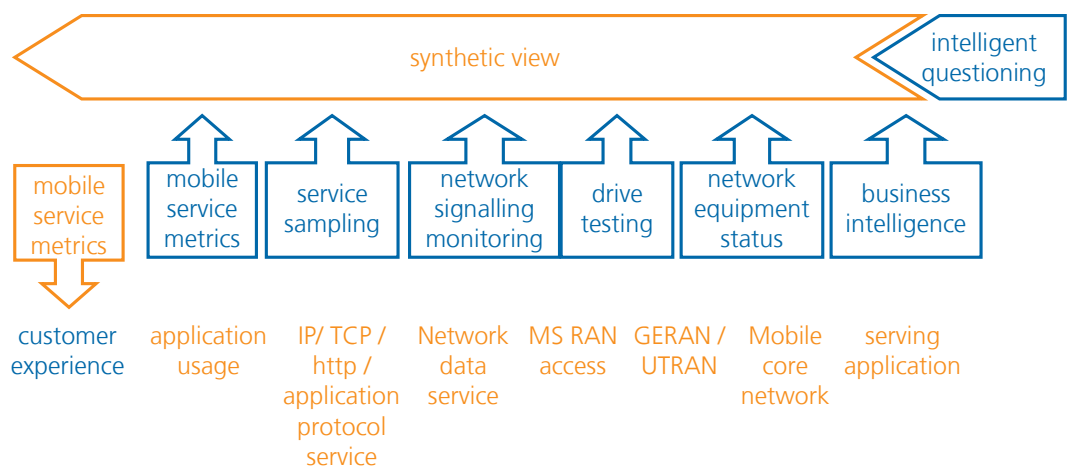 synthetic view
intelligent
questioning
mobile
service
metrics
mobile
service
metrics
service
sampling
network
signalling
monitoring
drive
testing
network
equipment
status
business
intelligence
customer
experience
application
usage
IP/ TCP /
http /
application
protocol
service
Network
data
service
MS RAN
access
GERAN /
UTRAN
Mobile
core
network
serving
application